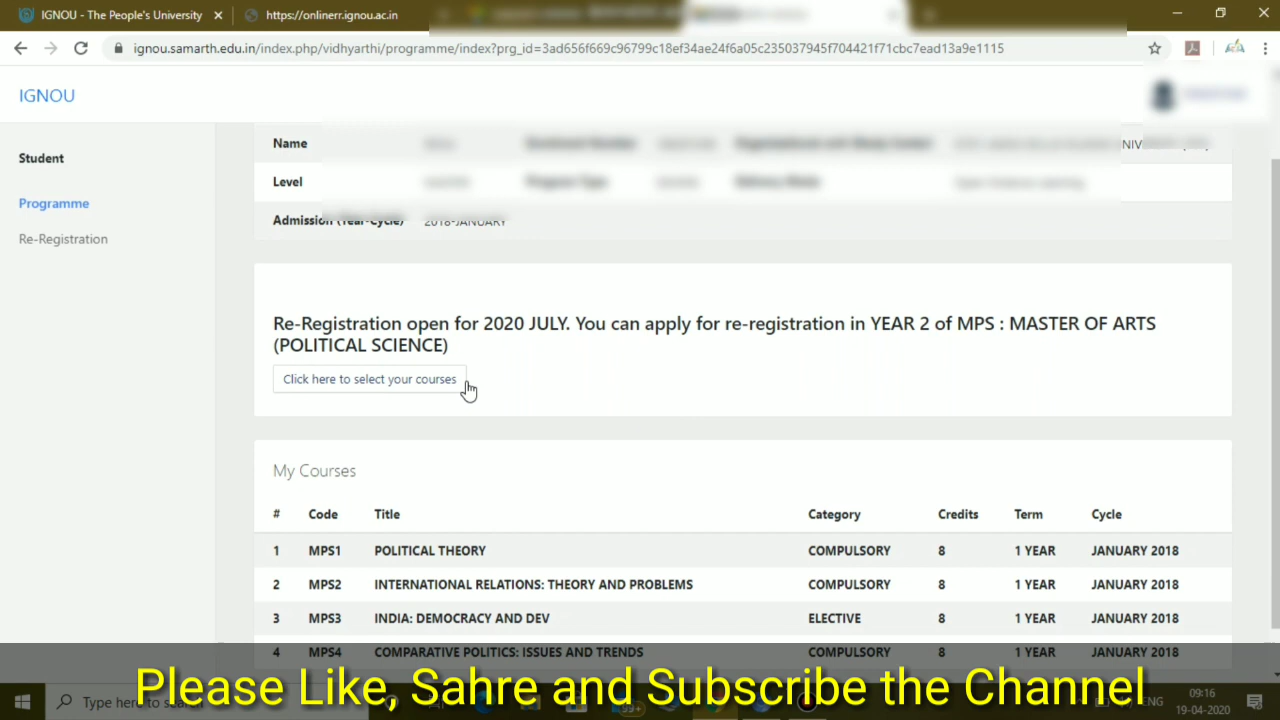 IGNOU - The People's University
https://onlinerr.ignou.ac.in
ignou.samarth.edu.in/index.php/vidhyarthi/programme/index?prg_id=3ad656f669c96799c18ef34ae24f6a05c235037945f704421f71cbc7ead13a9e1115
IGNOU
Student
Programme
Re-Registration
Name
Level
Admission (Year-Cycle) 2018-JANUARY
Re-Registration open for 2020 JULY. You can apply for re-registration in YEAR 2 of MPS : MASTER OF ARTS
(POLITICAL SCIENCE)
Click here to select your courses
My Courses
# Code Title Category Credits Term Cycle
1 MPS1 POLITICAL THEORY COMPULSORY 8 1 YEAR JANUARY 2018
2 MPS2 INTERNATIONAL RELATIONS: THEORY AND PROBLEMS COMPULSORY 8 1 YEAR JANUARY 2018
3 MPS3 INDIA: DEMOCRACY AND DEV ELECTIVE 8 1 YEAR JANUARY 2018
4 MPS4 COMPARATIVE POLITICS: ISSUES AND TRENDS COMPULSORY 8 1 YEAR JANUARY 2018
Please Like, Sahre and Subscribe the Channel
Type here to search
99+
ENG
09:16
19-04-2020